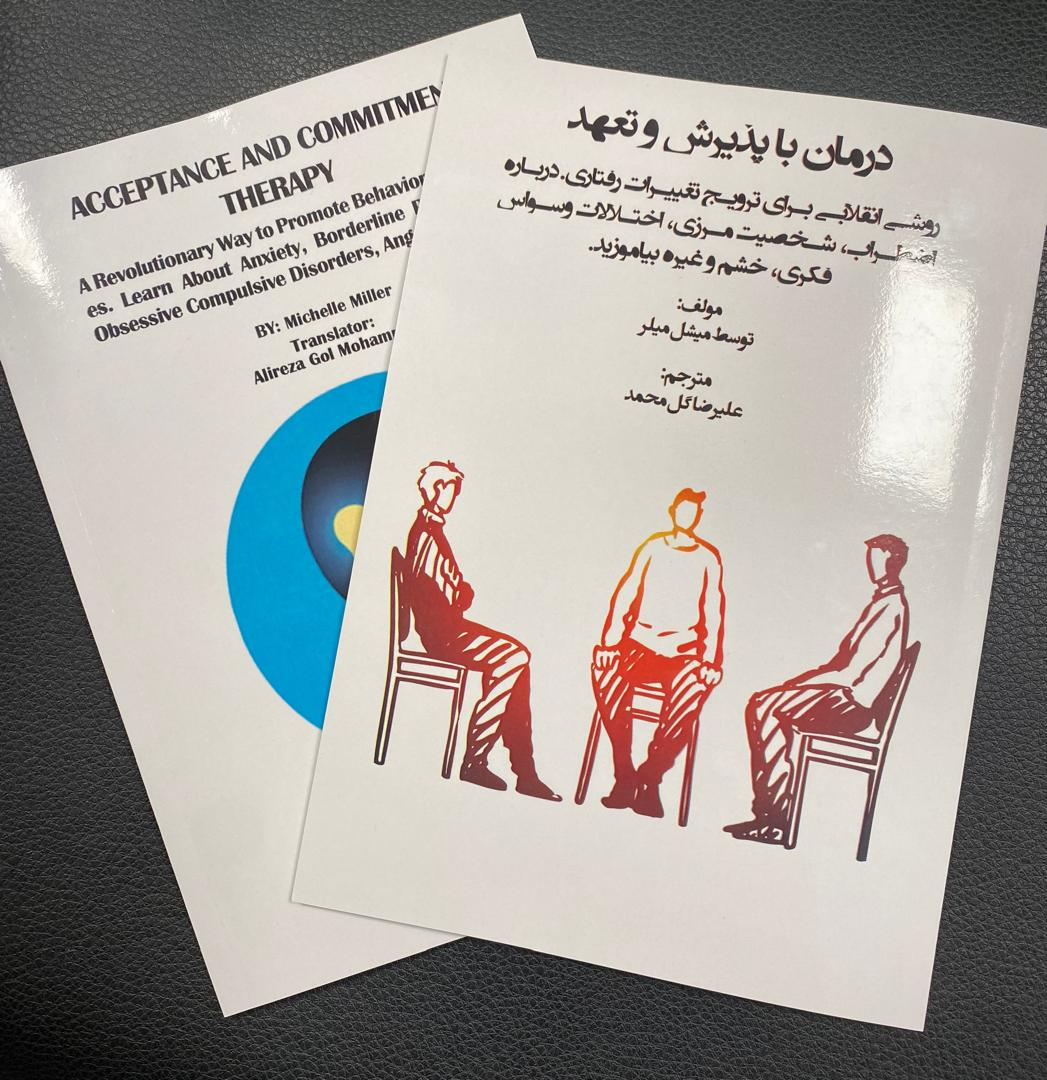 ACCEPTANCE AND COMMITMEN
THERAPY
A Revolutionary Way to Promote Behavior
es. Learn About Anxiety, Borderline
Obsessive Compulsive Disorders, Ang
BY: Michelle Miller
Translator:
Alireza Gol Moham
درمان با پذیرش و تعهد
روشی انقلابی برای ترویج تغییرات رفتاری. درباره
اضطراب، شخصیت مرزی، اختلالات وسواس
فکری، خشم و غیره بیاموزید.
مولف:
توسط میشل میلر
مترجم:
علیرضا گل محمد